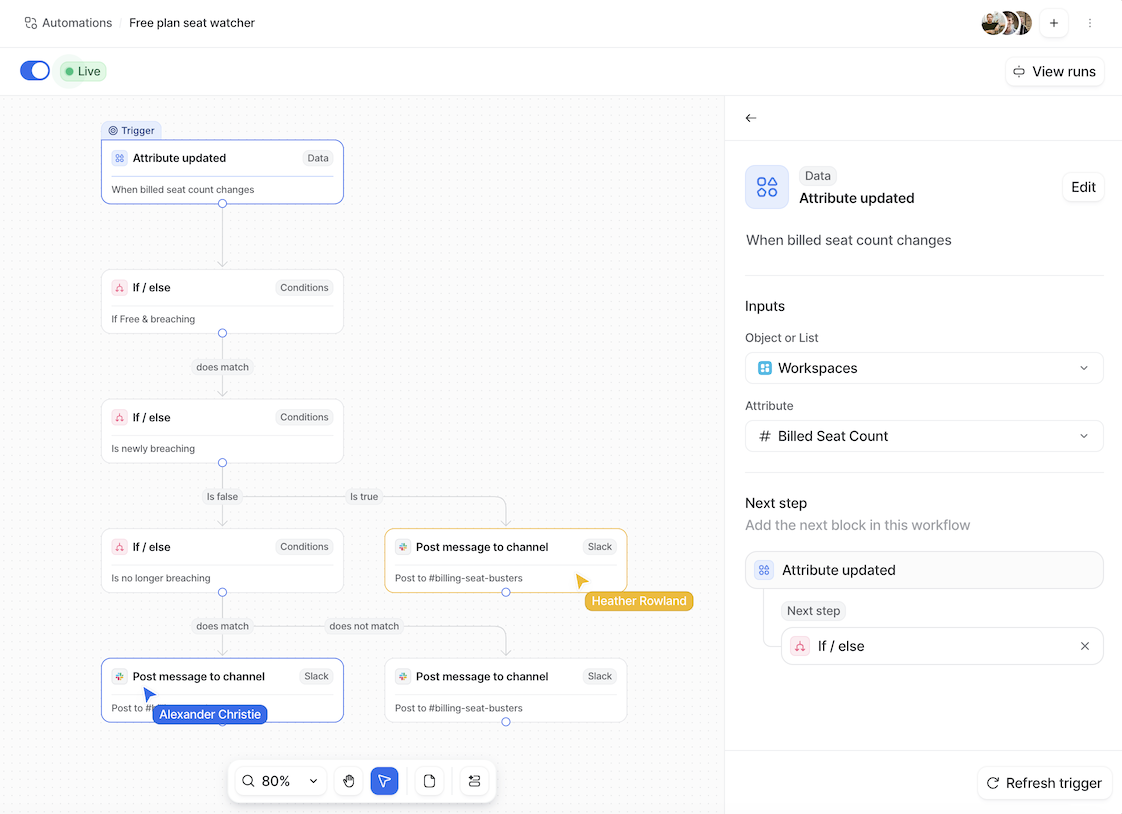 Automations / Free plan seat watcher
Live
View runs
Trigger
Attribute updated Data
When billed seat count changes
If / else Conditions
If Free & breaching
does match
If / else Conditions
Is newly breaching
Is false Is true
If / else Conditions
Is no longer breaching
Post message to channel Slack
Post to #billing-seat-busters
Heather Rowland
does match does not match
Post message to channel Slack
Post to #
Alexander Christie
Post message to channel Slack
Post to #billing-seat-busters
80%
Data
Attribute updated
Edit
When billed seat count changes
Inputs
Object or List
Workspaces
Attribute
# Billed Seat Count
Next step
Add the next block in this workflow
Attribute updated
Next step
If / else
Refresh trigger